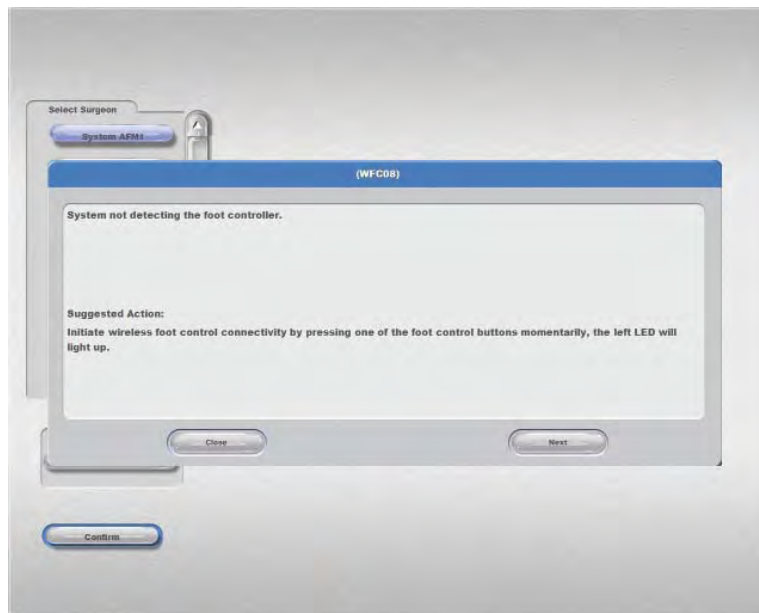 Select Surgeon
System AFM1
(WFC08)
System not detecting the foot controller.
Suggested Action:
Initiate wireless foot control connectivity by pressing one of the foot control buttons momentarily, the left LED will
light up.
Close
Next
Confirm